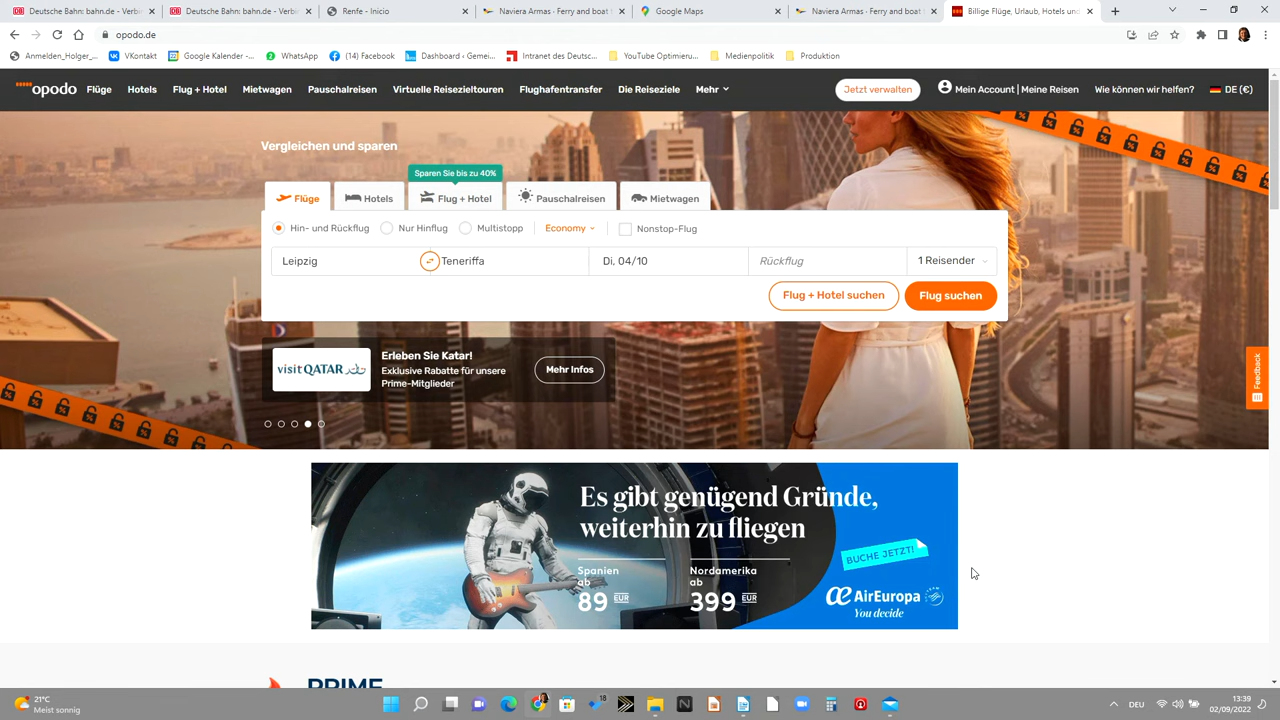 Deutsche Bahn: bahn.de - Verbi
Deutsche Bahn: bahn.de - Verbi
Renfe - Inicio
Naviera Armas - Ferry and boat
Google Maps
Naviera Armas - Ferry and boat
Billige Flüge, Urlaub, Hotels und
opodo.de
Anmelden_Holger_...
VKontakt
Google Kalender -...
WhatsApp
(14) Facebook
Dashboard ‹ Gemei...
Intranet des Deutsc...
YouTube Optimieru...
Medienpolitik
Produktion
opodo
Flüge
Hotels
Flug + Hotel
Mietwagen
Pauschalreisen
Virtuelle Reisezieltouren
Flughafentransfer
Die Reiseziele
Mehr
Jetzt verwalten
Mein Account | Meine Reisen
Wie können wir helfen?
DE (€)
Vergleichen und sparen
Sparen Sie bis zu 40%
Flüge
Hotels
Flug + Hotel
Pauschalreisen
Mietwagen
Hin- und Rückflug
Nur Hinflug
Multistopp
Economy
Nonstop-Flug
Leipzig
Teneriffa
Di, 04/10
Rückflug
1 Reisender
Flug + Hotel suchen
Flug suchen
visitQATAR
Erleben Sie Katar!
Exklusive Rabatte für unsere
Prime-Mitglieder
Mehr Infos
Feedback
Es gibt genügend Gründe,
weiterhin zu fliegen
BUCHE JETZT!
Spanien
ab
89 EUR
Nordamerika
ab
399 EUR
AirEuropa
You decide
PRIME
21°C
Meist sonnig
18
DEU
13:39
02/09/2022